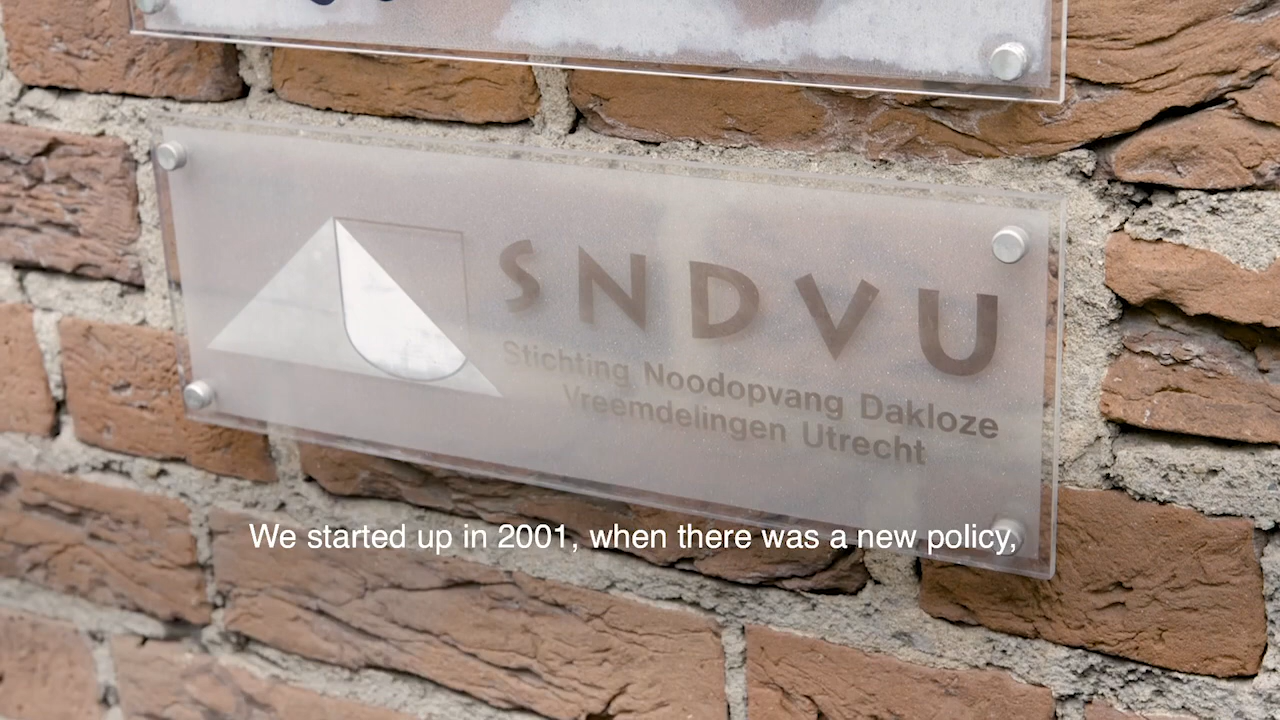 SNDVU
Stichting Noodopvang Dakloze
Vreemdelingen Utrecht
We started up in 2001, when there was a new policy,